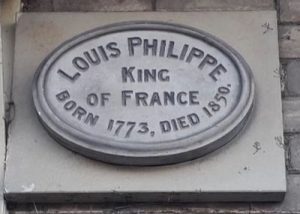 LOUIS PHILIPPE
KING
OF FRANCE
BORN 1773, DIED 1850.